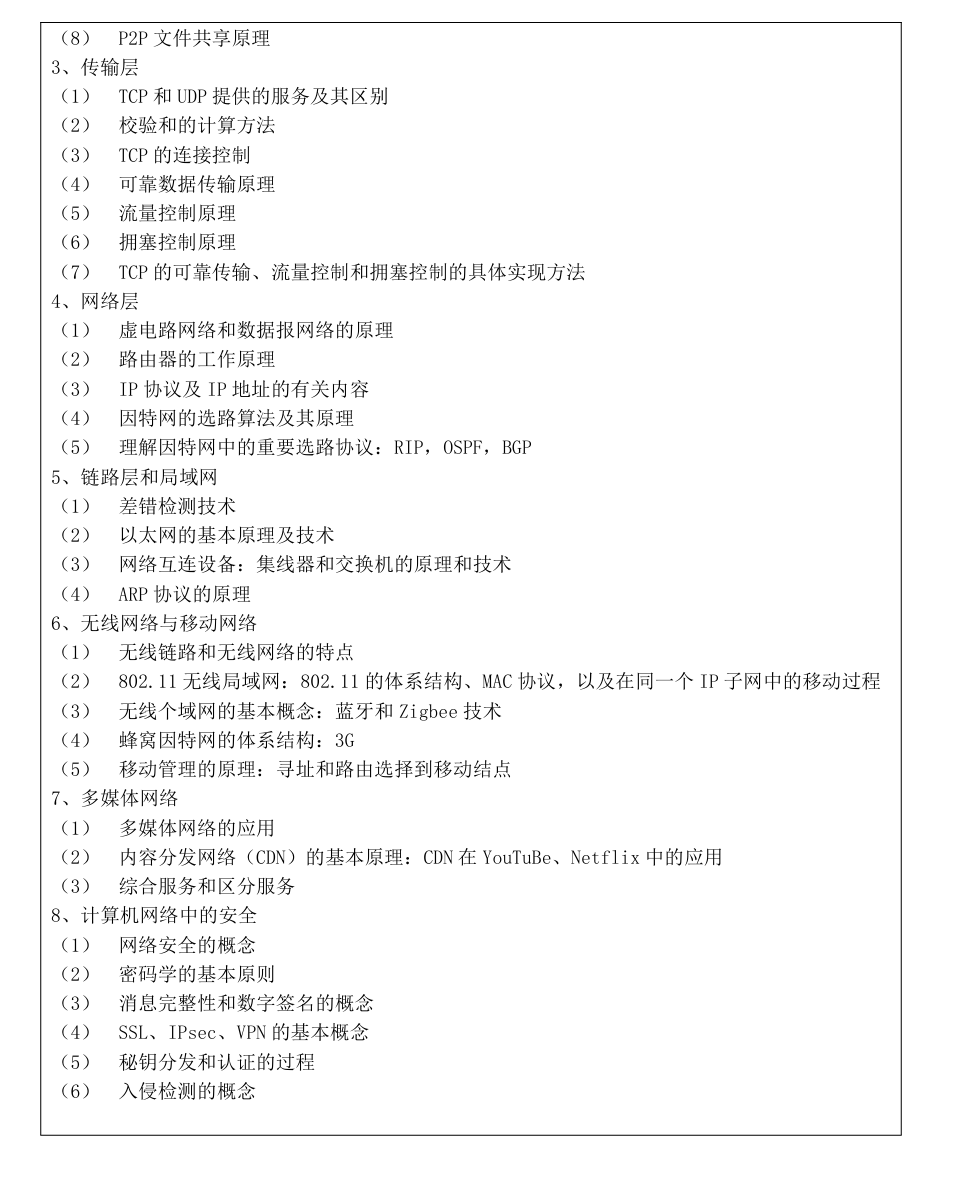 （8） P2P 文件共享原理
3、传输层
（1） TCP 和 UDP 提供的服务及其区别
（2） 校验和的计算方法
（3） TCP 的连接控制
（4） 可靠数据传输原理
（5） 流量控制原理
（6） 拥塞控制原理
（7） TCP 的可靠传输、流量控制和拥塞控制的具体实现方法
4、网络层
（1） 虚电路网络和数据报网络的原理
（2） 路由器的工作原理
（3） IP 协议及 IP 地址的有关内容
（4） 因特网的选路算法及其原理
（5） 理解因特网中的重要选路协议：RIP，OSPF，BGP
5、链路层和局域网
（1） 差错检测技术
（2） 以太网的基本原理及技术
（3） 网络互连设备：集线器和交换机的原理和技术
（4） ARP 协议的原理
6、无线网络与移动网络
（1） 无线链路和无线网络的特点
（2） 802.11 无线局域网：802.11 的体系结构、MAC 协议，以及在同一个 IP 子网中的移动过程
（3） 无线个域网的基本概念：蓝牙和 Zigbee 技术
（4） 蜂窝因特网的体系结构：3G
（5） 移动管理的原理：寻址和路由选择到移动结点
7、多媒体网络
（1） 多媒体网络的应用
（2） 内容分发网络（CDN）的基本原理：CDN 在 YouTuBe、Netflix 中的应用
（3） 综合服务和区分服务
8、计算机网络中的安全
（1） 网络安全的概念
（2） 密码学的基本原则
（3） 消息完整性和数字签名的概念
（4） SSL、IPsec、VPN 的基本概念
（5） 秘钥分发和认证的过程
（6） 入侵检测的概念